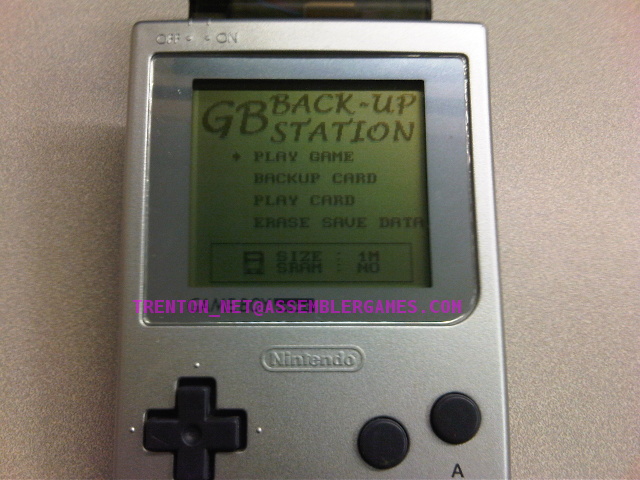 OFF ON
GB BACK-UP
STATION
PLAY GAME
BACKUP CARD
PLAY CARD
ERASE SAVE DATA
SIZE : 1M
SRAM : NO
TRENTON_NET@ASSEMBLERGAMES.COM
Nintendo
A